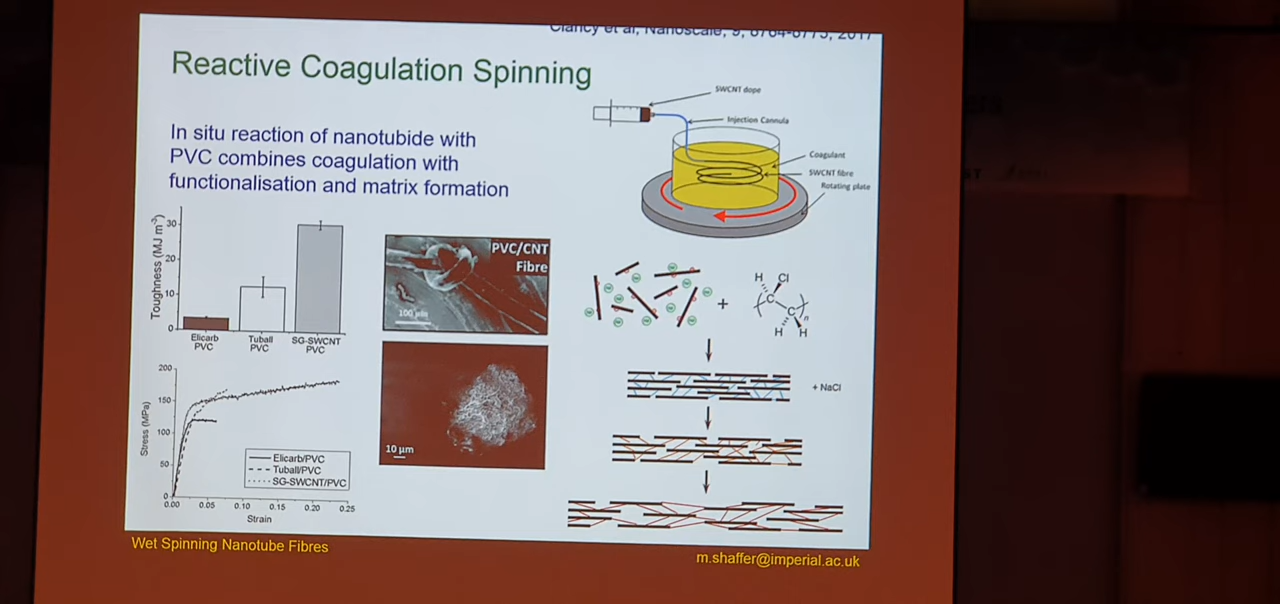 Reactive Coagulation Spinning
In situ reaction of nanotubide with
PVC combines coagulation with
functionalisation and matrix formation
SWCNT dope
Injection Cannula
Coagulant
SWCNT fibre
Rotating plate
Toughness (MJ m⁻³)
30
20
10
0
Elicarb
PVC
Tuball
PVC
SG-SWCNT
PVC
PVC/CNT
Fibre
100 µm
10 µm
H
Cl
C
C
n
H
H
+
+ NaCl
Stress (MPa)
200
150
100
50
0
0.00
0.05
0.10
0.15
0.20
0.25
Strain
Elicarb/PVC
Tuball/PVC
SG-SWCNT/PVC
Wet Spinning Nanotube Fibres
m.shaffer@imperial.ac.uk